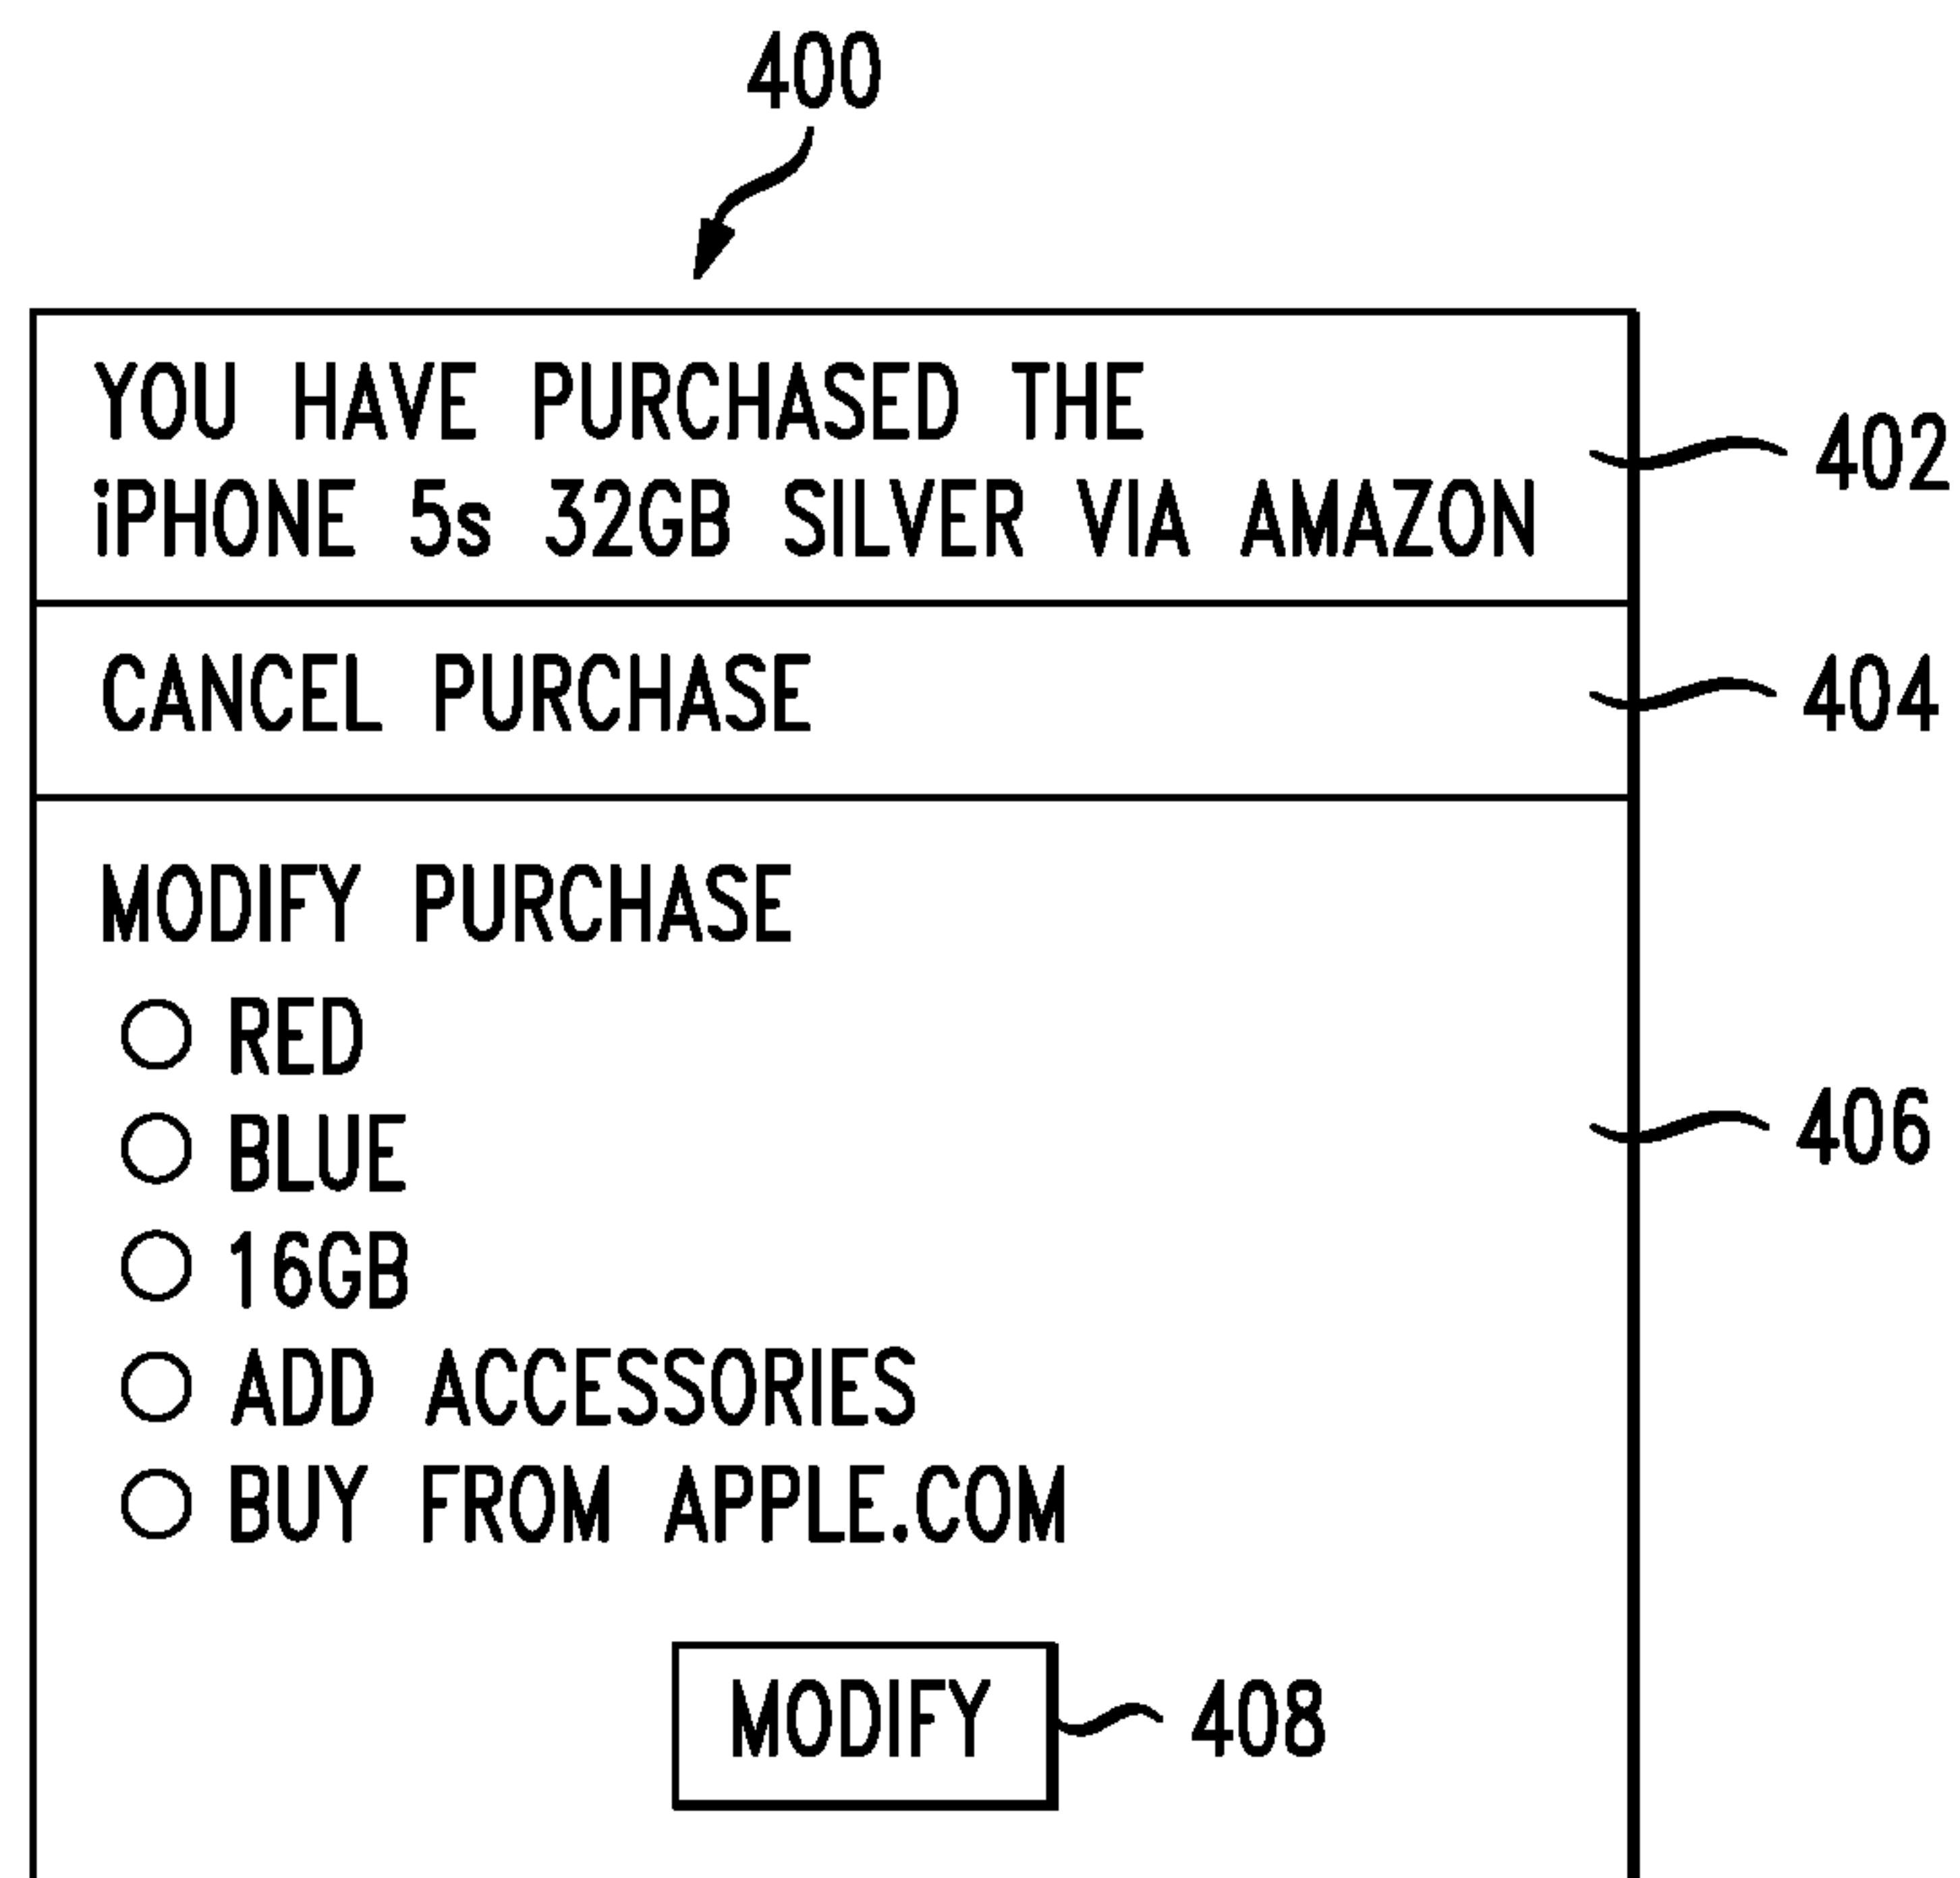 400
YOU HAVE PURCHASED THE
iPHONE 5s 32GB SILVER VIA AMAZON
402
CANCEL PURCHASE
404
MODIFY PURCHASE
RED
BLUE
406
16GB
ADD ACCESSORIES
BUY FROM APPLE.COM
MODIFY
408